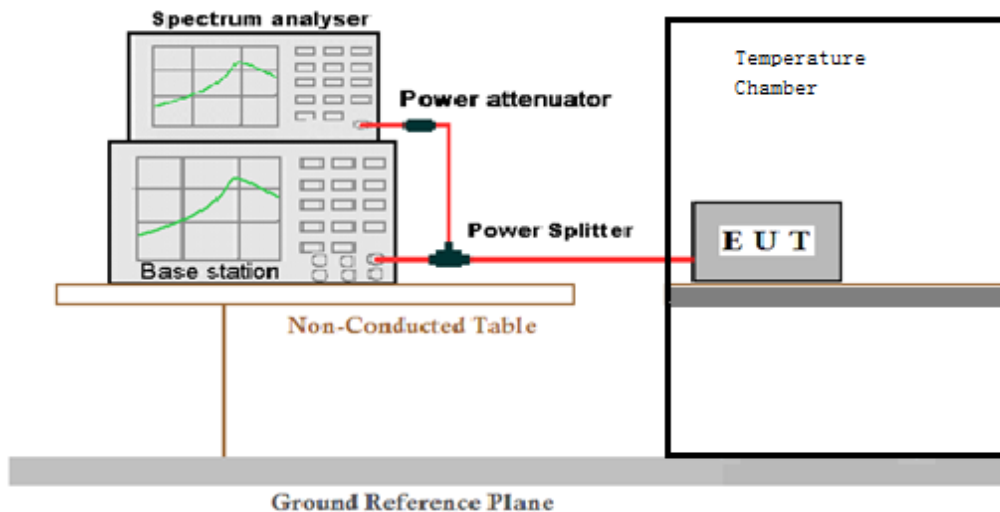 Spectrum analyser
Temperature
Chamber
Power attenuator
Power Splitter
E U T
Base station
Non-Conducted Table
Ground Reference Plane